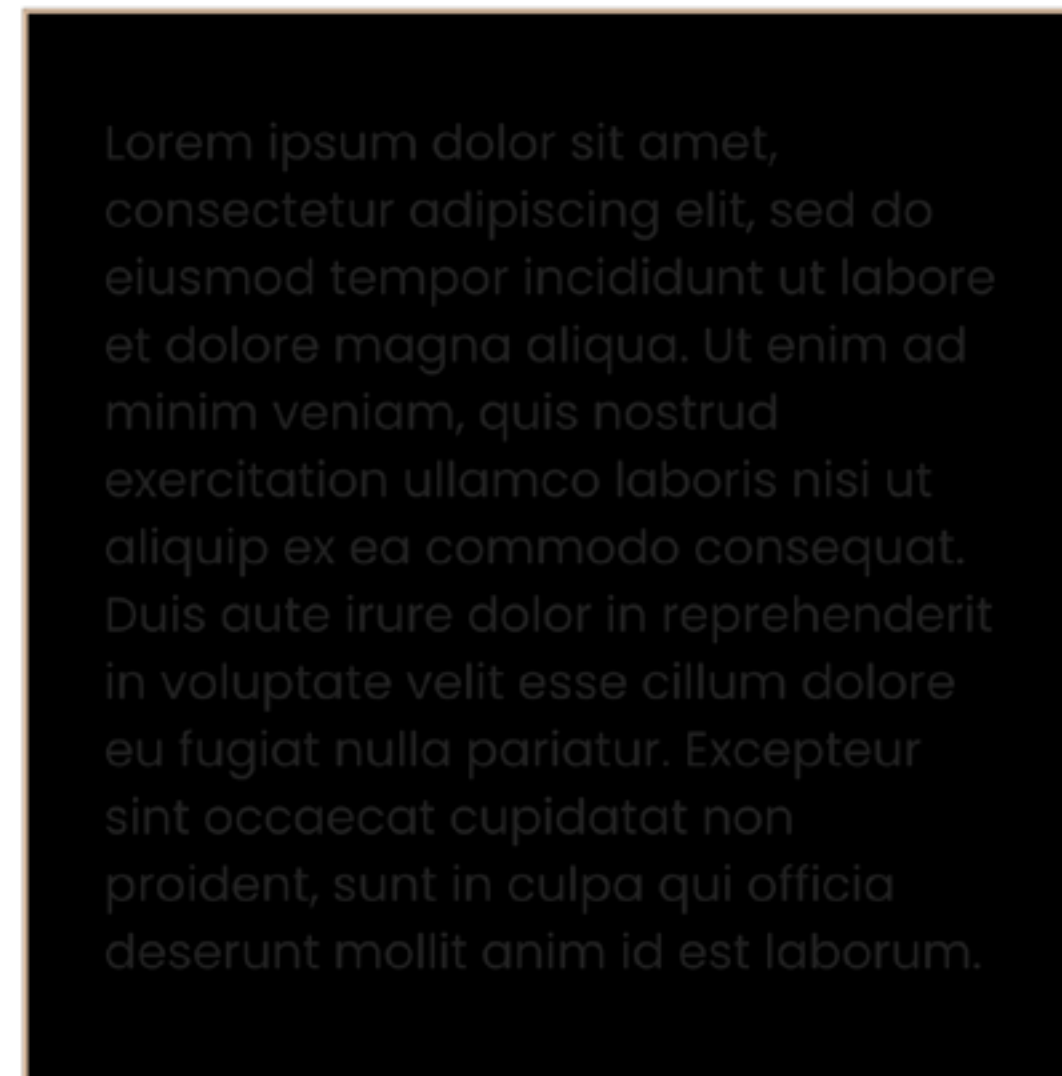 Lorem ipsum dolor sit amet,
consectetur adipiscing elit, sed do
eiusmod tempor incididunt ut labore
et dolore magna aliqua. Ut enim ad
minim veniam, quis nostrud
exercitation ullamco laboris nisi ut
aliquip ex ea commodo consequat.
Duis aute irure dolor in reprehenderit
in voluptate velit esse cillum dolore
eu fugiat nulla pariatur. Excepteur
sint occaecat cupidatat non
proident, sunt in culpa qui officia
deserunt mollit anim id est laborum.